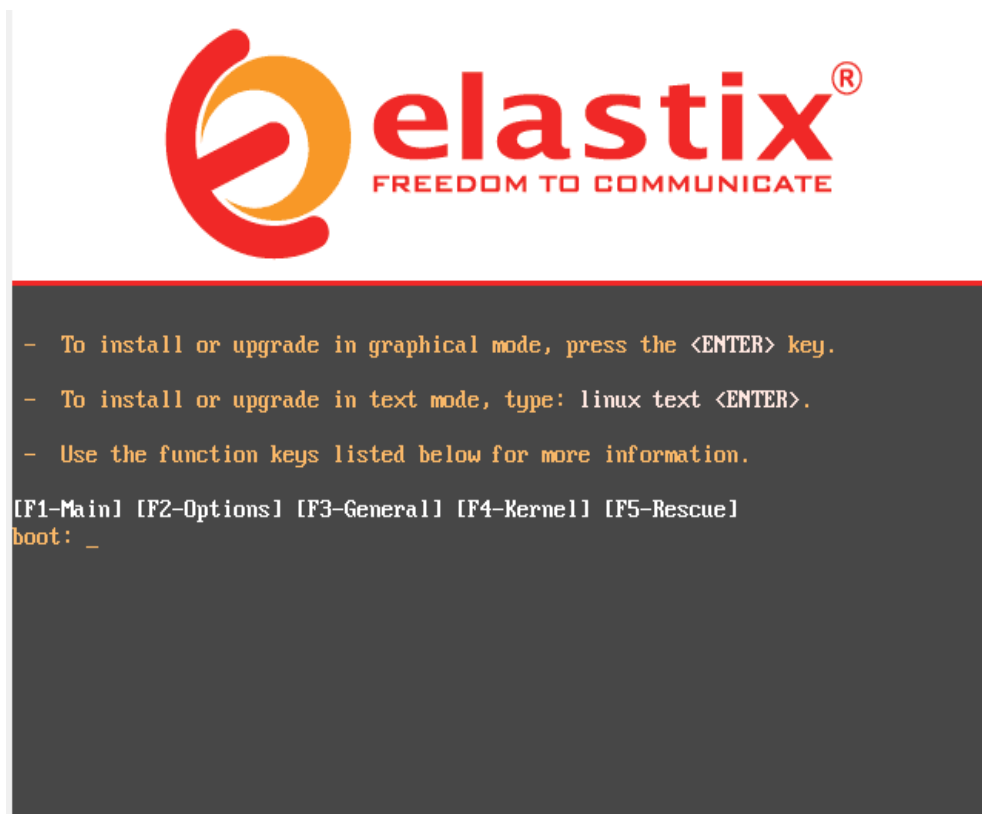 elastix®
FREEDOM TO COMMUNICATE
- To install or upgrade in graphical mode, press the <ENTER> key.
- To install or upgrade in text mode, type: linux text <ENTER>.
- Use the function keys listed below for more information.
[F1-Main] [F2-Options] [F3-General] [F4-Kernel] [F5-Rescue]
boot: _